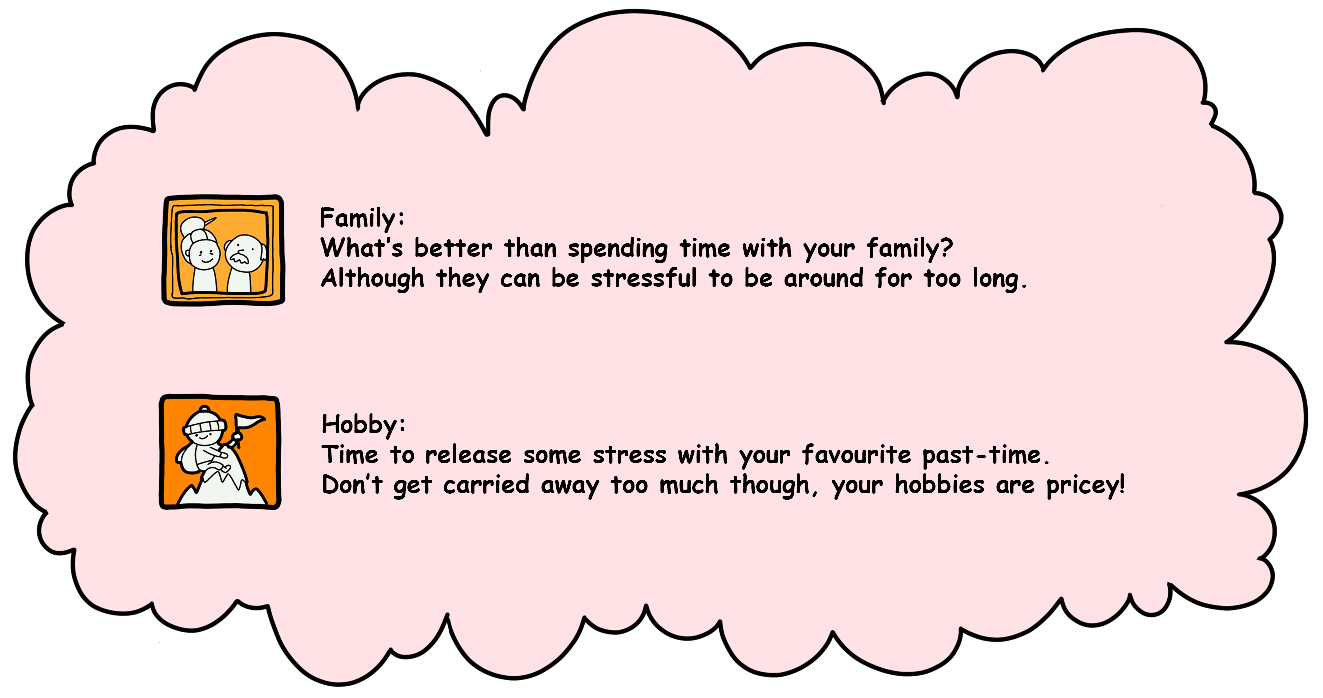 Family:
What's better than spending time with your family?
Although they can be stressful to be around for too long.
Hobby:
Time to release some stress with your favourite past-time.
Don't get carried away too much though, your hobbies are pricey!